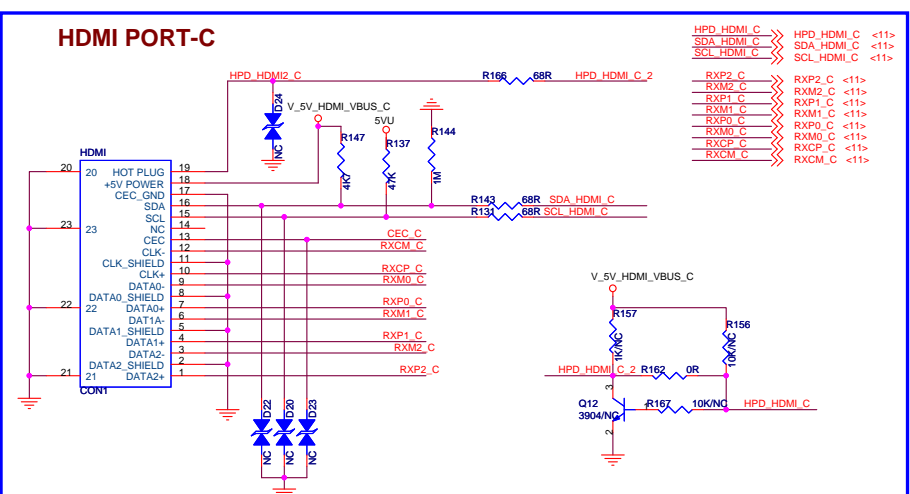 HDMI PORT-C
HPD_HDMI_C HPD_HDMI_C <11>
SDA_HDMI_C SDA_HDMI_C <11>
SCL_HDMI_C SCL_HDMI_C <11>
RXP2_C RXP2_C <11>
RXM2_C RXM2_C <11>
RXP1_C RXP1_C <11>
RXM1_C RXM1_C <11>
RXP0_C RXP0_C <11>
RXM0_C RXM0_C <11>
RXCP_C RXCP_C <11>
RXCM_C RXCM_C <11>
HPD_HDMI2_C R166 68R HPD_HDMI_C_2
D24
NC
V_5V_HDMI_VBUS_C
5VU
R147
4K7
R137
47K
R144
1M
HDMI
20 20 HOT PLUG 19
+5V POWER 18
CEC_GND 17
SDA 16
SCL 15
23 23 NC 14
CEC 13
CLK- 12
CLK_SHIELD 11
CLK+ 10
DATA0- 9
DATA0_SHIELD 8
22 22 DATA0+ 7
DAT1A- 6
DATA1_SHIELD 5
DATA1+ 4
DATA2- 3
DATA2_SHIELD 2
21 21 DATA2+ 1
CON1
R143 68R SDA_HDMI_C
R131 68R SCL_HDMI_C
CEC_C
RXCM_C
RXCP_C
RXM0_C
RXP0_C
RXM1_C
RXP1_C
RXM2_C
RXP2_C
D22
NC
D20
NC
D23
NC
V_5V_HDMI_VBUS_C
R157
1K/NC
R156
10K/NC
HPD_HDMI_C_2 R162 0R
3
Q12
3904/NG
2
1
R167 10K/NC HPD_HDMI_C